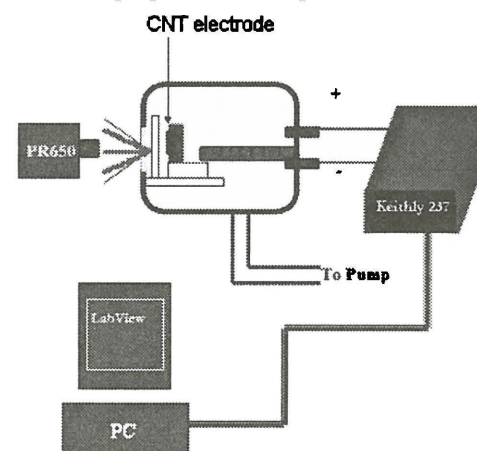 CNT electrode
+
PR650
-
Keithly 237
To Pump
LabView
PC